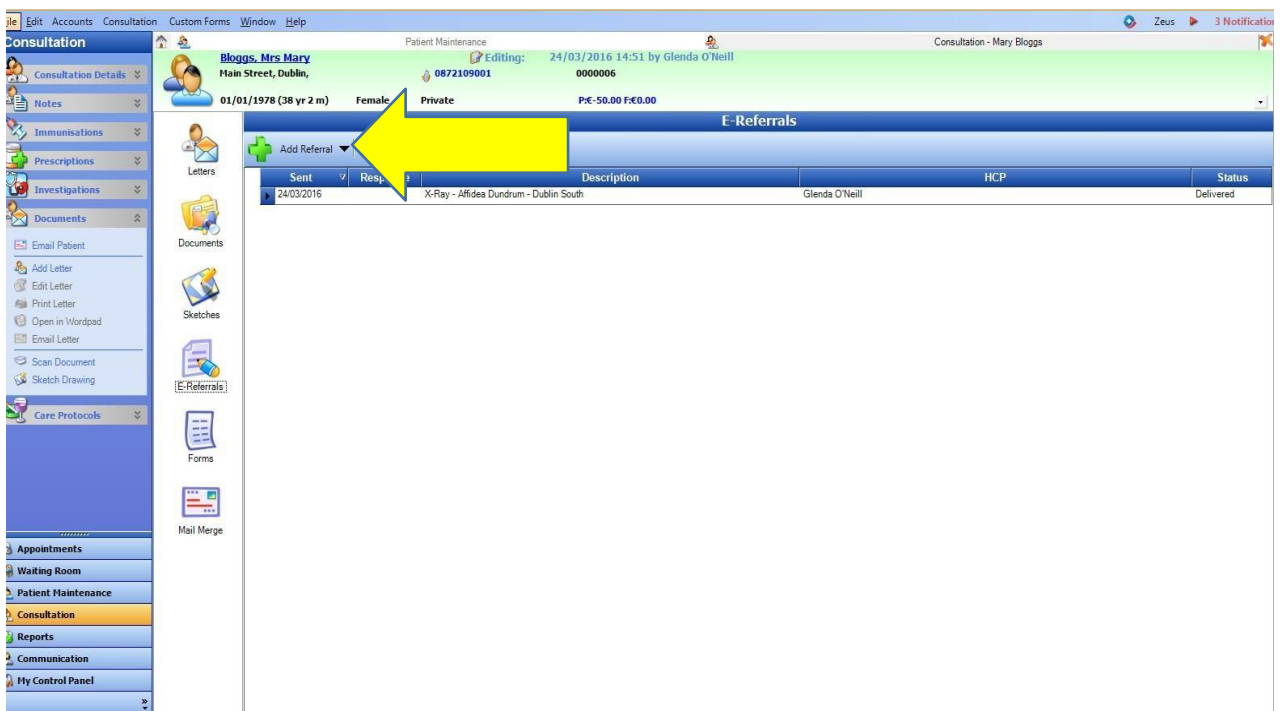 ile Edit Accounts Consultation Custom Forms Window Help Zeus 3 Notification
Consultation
Patient Maintenance Consultation - Mary Bloggs
Bloggs, Mrs Mary Editing: 24/03/2016 14:51 by Glenda O'Neill
Main Street, Dublin, 0872109001 0000006
01/01/1978 (38 yr 2 m) Female Private P:€-50.00 F:€0.00
Consultation Details
Notes
Immunisations
Prescriptions
Investigations
Documents
Email Patient
Add Letter
Edit Letter
Print Letter
Open in Wordpad
Email Letter
Scan Document
Sketch Drawing
Care Protocols
Appointments
Waiting Room
Patient Maintenance
Consultation
Reports
Communication
My Control Panel
Letters
Documents
Sketches
E-Referrals
Forms
Mail Merge
E-Referrals
Add Referral
Sent Description HCP Status
24/03/2016 X-Ray - Affidea Dundrum - Dublin South Glenda O'Neill Delivered